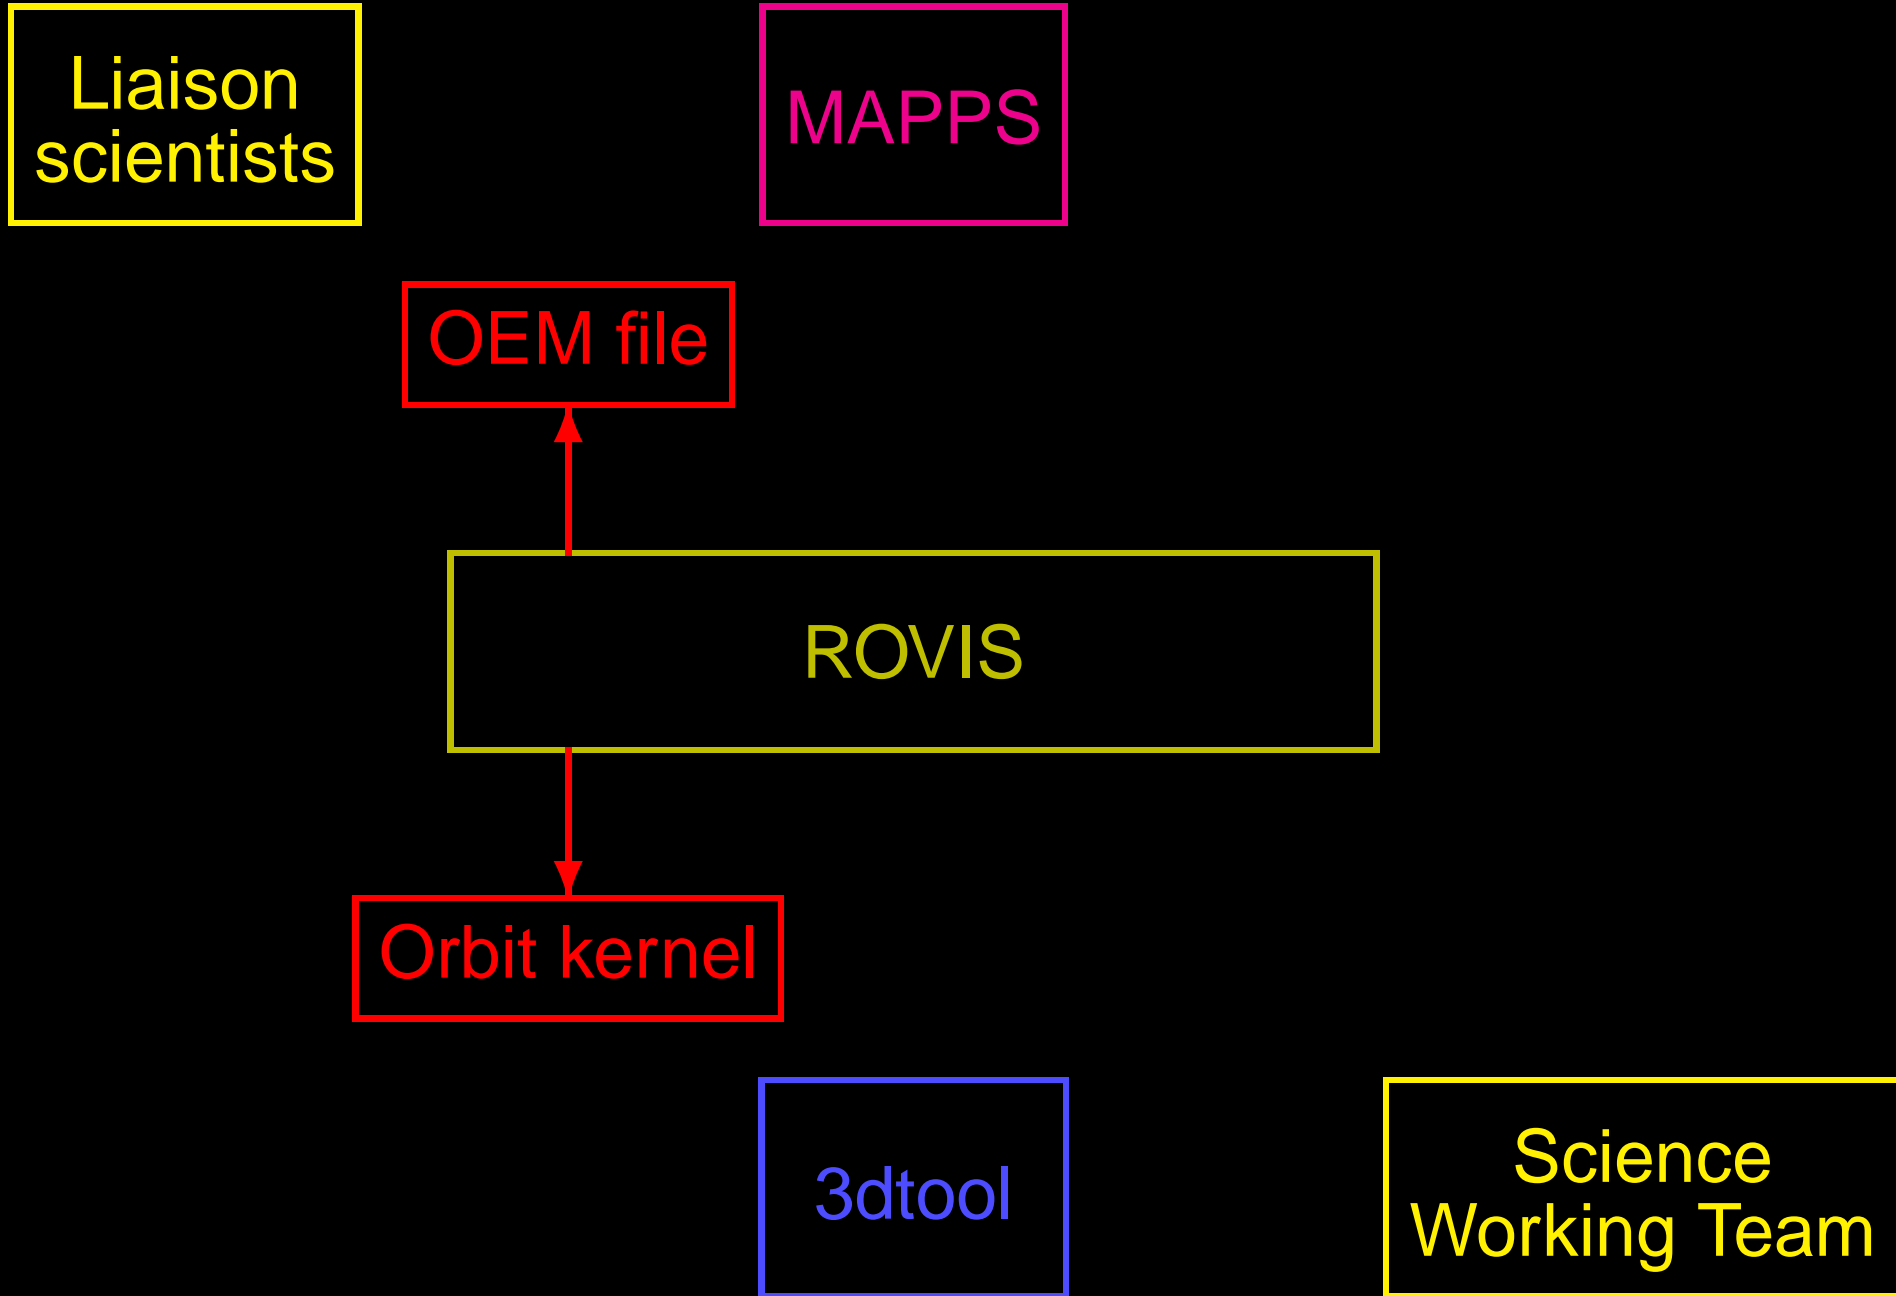 Liaison
scientists
MAPPS
OEM file
ROVIS
Orbit kernel
3dtool
Science
Working Team